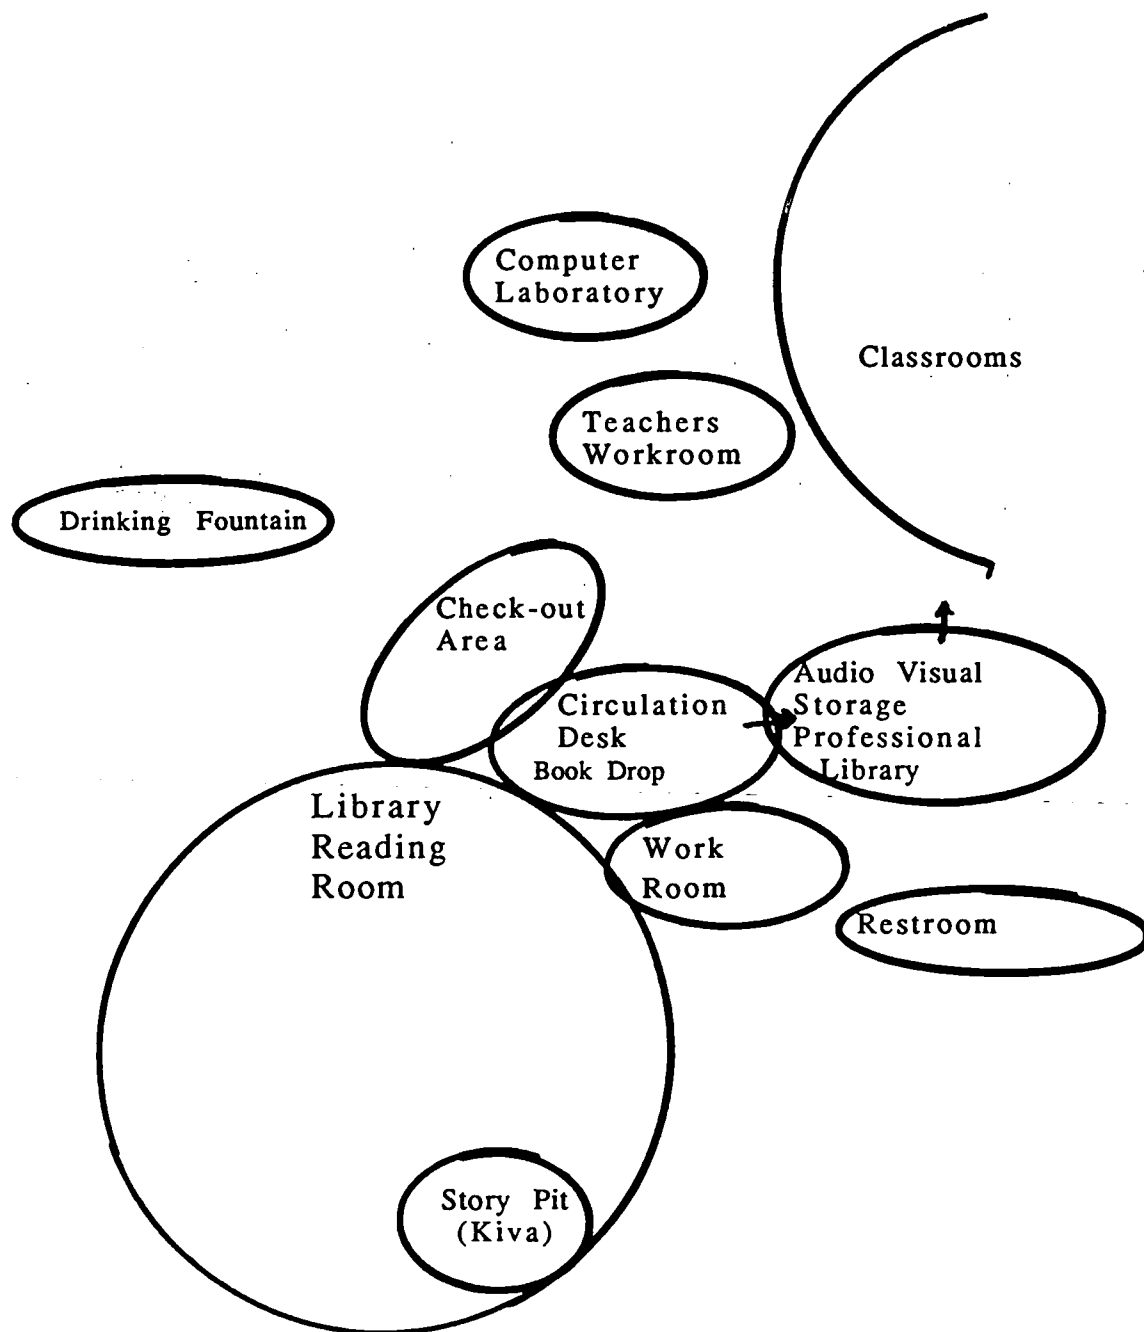 Computer
Laboratory
Classrooms
Teachers
Workroom
Drinking Fountain
Check-out
Area
Circulation
Desk
Book Drop
Audio Visual
Storage
Professional
Library
Library
Reading
Room
Work
Room
Restroom
Story Pit
(Kiva)